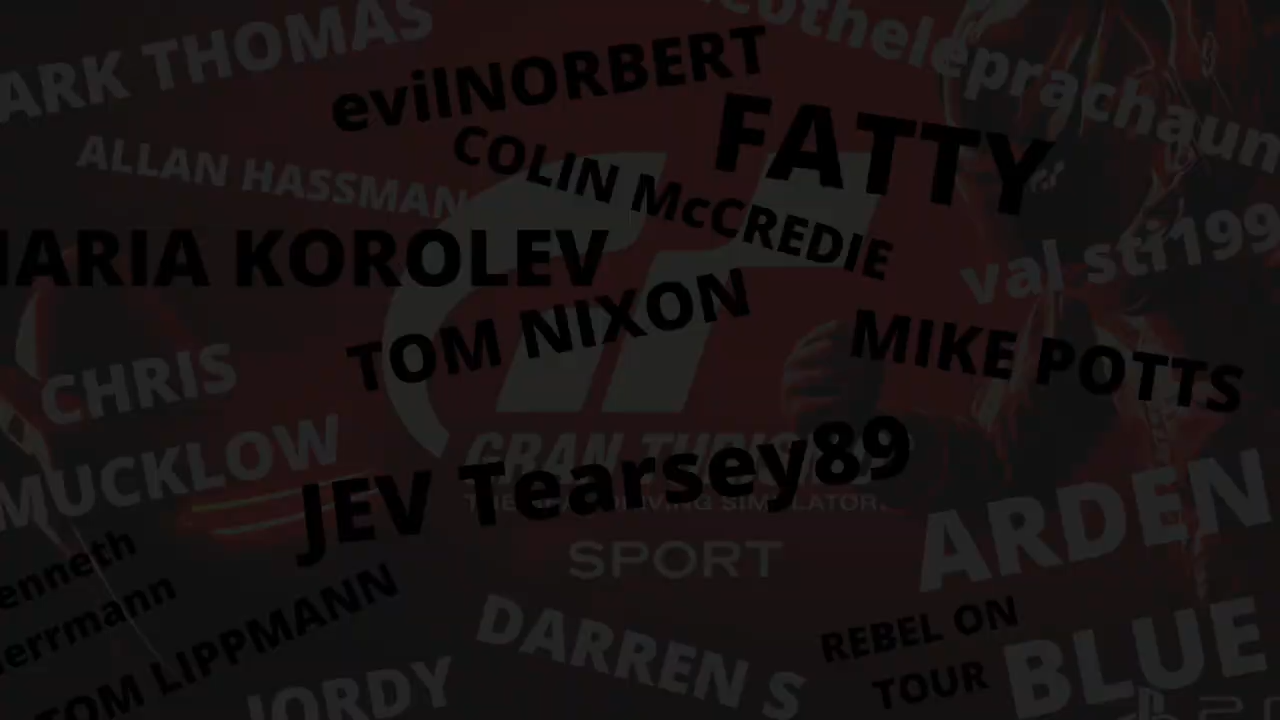 ARK THOMAS
evilNORBERT
cotheleprachaun
FATTY
ALLAN HASSMAN
COLIN McCREDIE
ARIA KOROLEV
val sti199
TOM NIXON
MIKE POTTS
CHRIS
MUCKLOW
GRAN TURISMO
THE REAL DRIVING SIMULATOR
JEV Tearsey89
SPORT
ARDEN
enneth
errmann
TOM LIPPMANN
DARREN S
REBEL ON
TOUR
BLUE
JORDY